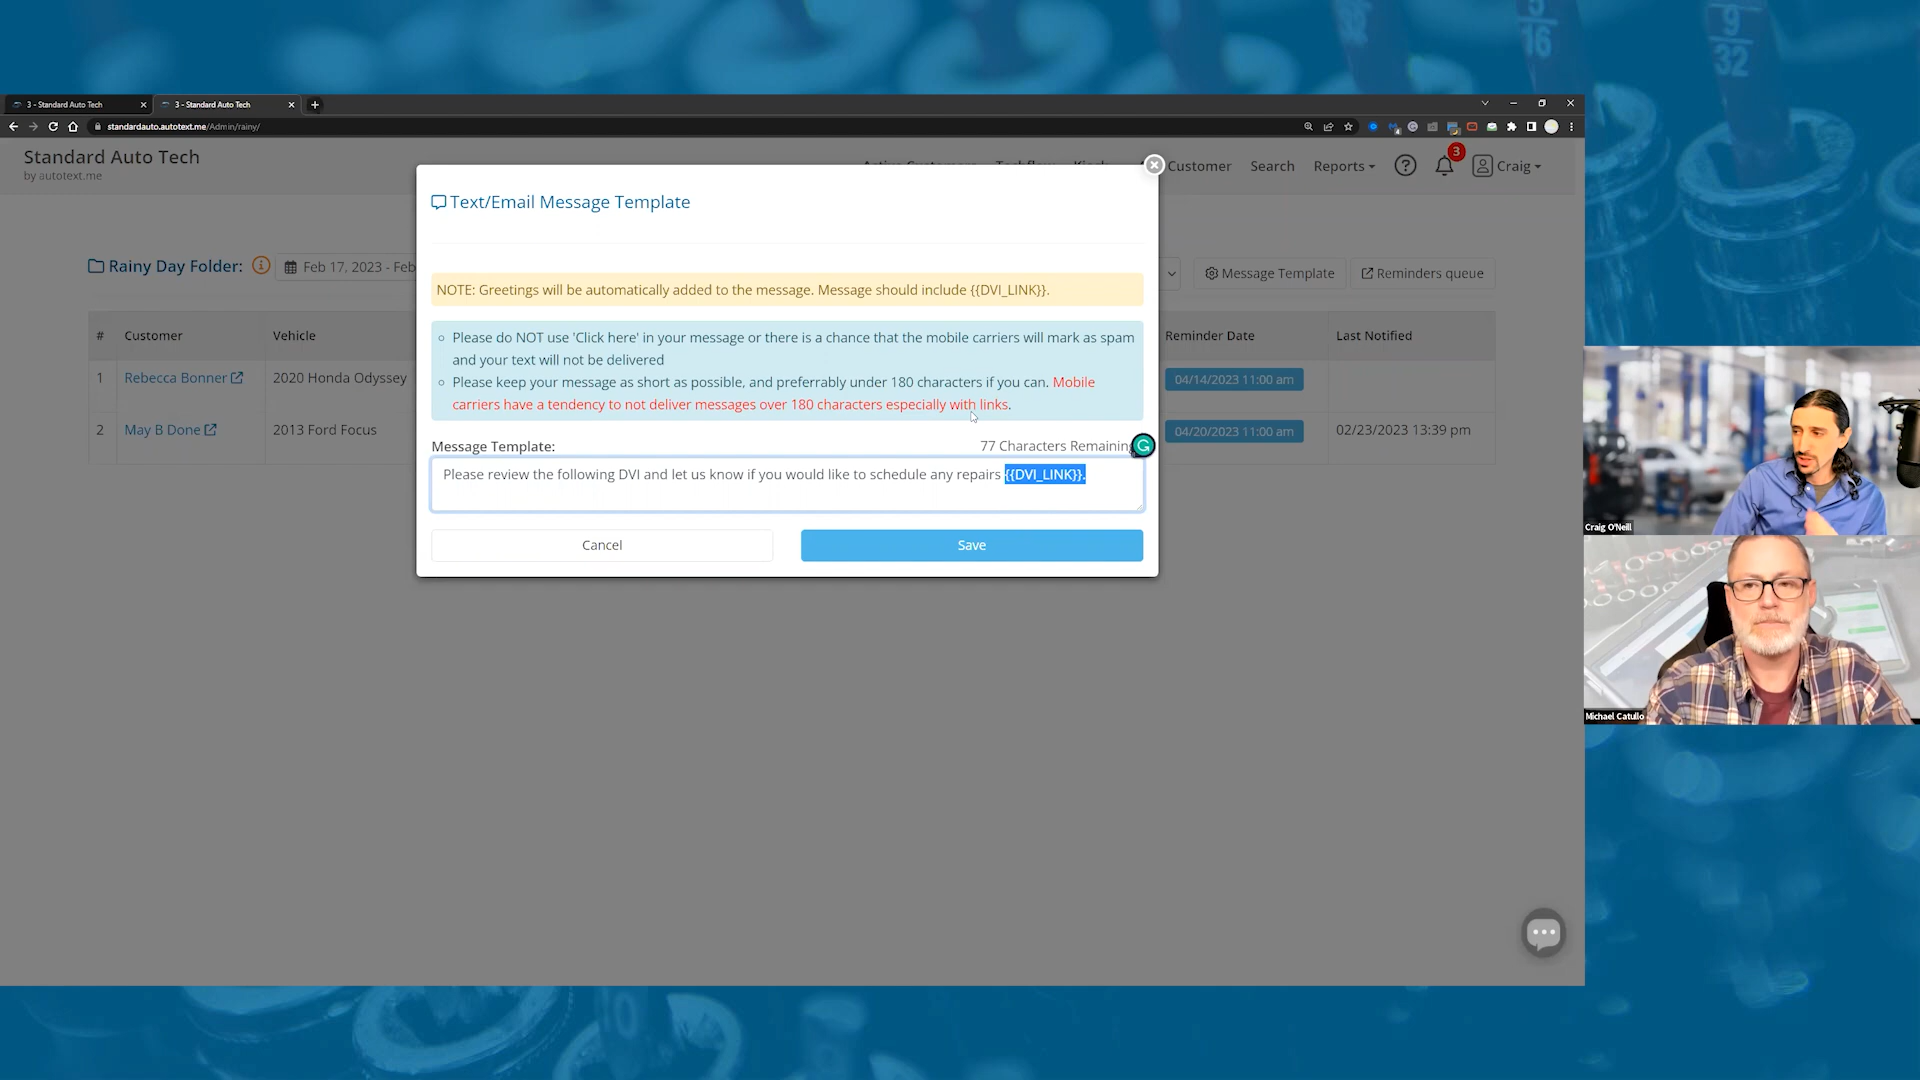 5
16
32
9
32
3 - Standard Auto Tech
3 - Standard Auto Tech
standardauto.autotext.me/Admin/rainy/
Standard Auto Tech
by autotext.me
Customer
Search
Reports
3
Craig
Text/Email Message Template
Rainy Day Folder:
Feb 17, 2023 - Feb
Message Template
Reminders queue
NOTE: Greetings will be automatically added to the message. Message should include {{DVI_LINK}}.
Please do NOT use 'Click here' in your message or there is a chance that the mobile carriers will mark as spam
and your text will not be delivered
Please keep your message as short as possible, and preferrably under 180 characters if you can. Mobile
carriers have a tendency to not deliver messages over 180 characters especially with links.
# Customer Vehicle Reminder Date Last Notified
1 Rebecca Bonner 2020 Honda Odyssey 04/14/2023 11:00 am
2 May B Done 2013 Ford Focus 04/20/2023 11:00 am 02/23/2023 13:39 pm
Message Template:
77 Characters Remaining
Please review the following DVI and let us know if you would like to schedule any repairs {{DVI_LINK}}.
Cancel
Save
Craig O'Neill
Michael Catullo